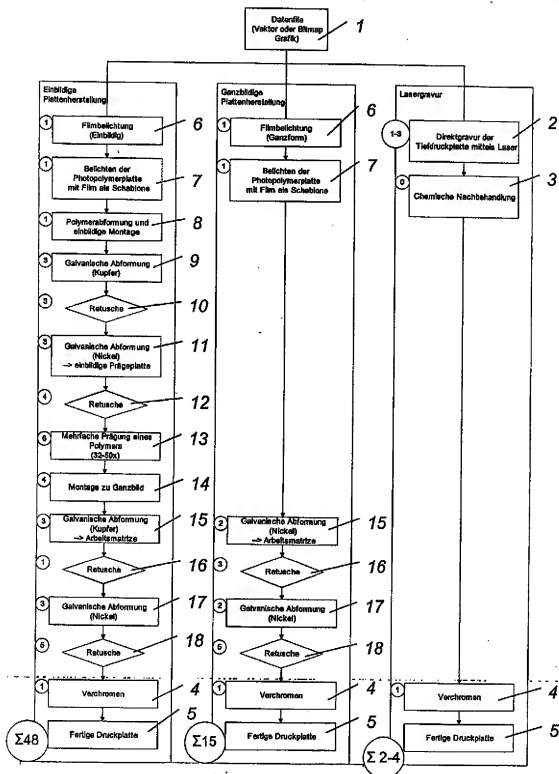 Datenfile
(Vektor oder Bitmap
Grafik)
1
Einbildige
Plattenherstellung
1
Filmbelichtung
(Einbildig)
6
1
Belichten der
Photopolymerplatte
mit Film als Schablone
7
1
Polymerabformung und
einbildige Montage
8
3
Galvanische Abformung
(Kupfer)
9
3
Retusche
10
3
Galvanische Abformung
(Nickel)
--> einbildige Prägeplatte
11
4
Retusche
12
6
Mehrfache Prägung eines
Polymers
(32-50x)
13
4
Montage zu Ganzbild
14
3
Galvanische Abformung
(Kupfer)
--> Arbeitsmatrize
15
1
Retusche
16
3
Galvanische Abformung
(Nickel)
17
5
Retusche
18
1
Verchromen
4
Fertige Druckplatte
5
Σ48
Ganzbildige
Plattenherstellung
1
Filmbelichtung
(Ganzform)
6
1
Belichten der
Photopolymerplatte
mit Film als Schablone
7
2
Galvanische Abformung
(Nickel)
--> Arbeitsmatrize
15
3
Retusche
16
2
Galvanische Abformung
(Nickel)
17
5
Retusche
18
1
Verchromen
4
Fertige Druckplatte
5
Σ15
Lasergravur
1-3
Direktgravur der
Tiefdruckplatte mittels Laser
2
0
Chemische Nachbehandlung
3
1
Verchromen
4
Fertige Druckplatte
5
Σ 2-4